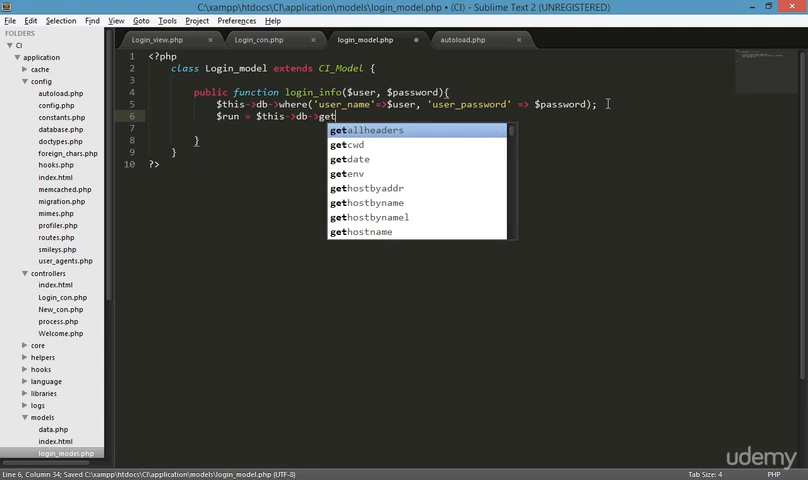 C:\xampp\htdocs\CI\application\models\login_model.php • (CI) - Sublime Text 2 (UNREGISTERED)
File Edit Selection Find View Goto Tools Project Preferences Help
FOLDERS
CI
application
cache
config
autoload.php
config.php
constants.php
database.php
doctypes.php
foreign_chars.php
hooks.php
index.html
memcached.php
migration.php
mimes.php
profiler.php
routes.php
smileys.php
user_agents.php
controllers
index.html
Login_con.php
New_con.php
process.php
Welcome.php
core
helpers
hooks
language
libraries
logs
models
data.php
index.html
login_model.php
Login_view.php × Login_con.php × login_model.php • autoload.php ×
1 <?php
2 class Login_model extends CI_Model {
3
4 public function login_info($user, $password){
5 $this->db->where('user_name'=>$user, 'user_password' => $password);
6 $run = $this->db->get
7
8 }
9 }
10 ?>
getallheaders
getcwd
getdate
getenv
gethostbyaddr
gethostbyname
gethostbynamel
gethostname
udemy
Line 6, Column 34; Saved C:\xampp\htdocs\CI\application\models\login_model.php (UTF-8) Tab Size: 4 PHP